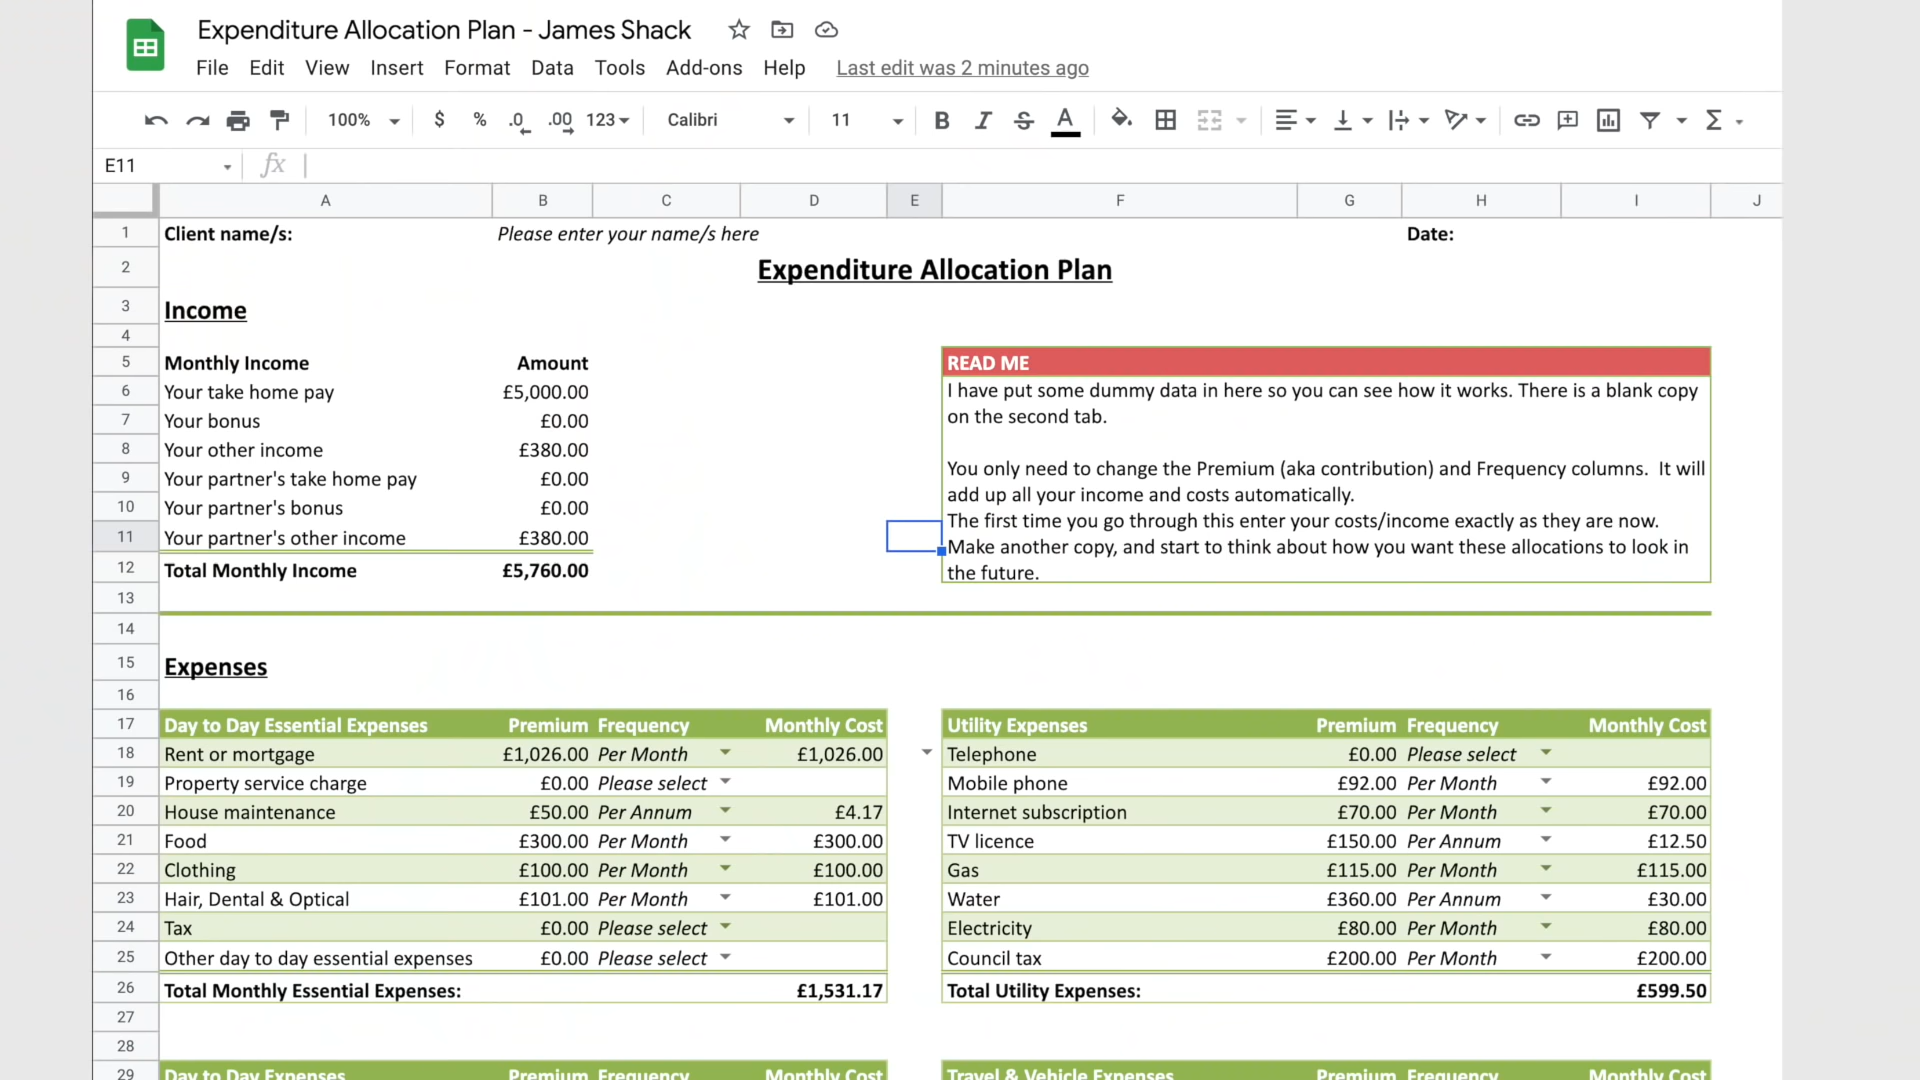 Expenditure Allocation Plan - James Shack
File Edit View Insert Format Data Tools Add-ons Help Last edit was 2 minutes ago
100% $ % .0 .00 123 Calibri 11 B I S A
E11 fx
A B C D E F G H I J
1 Client name/s: Please enter your name/s here Date:
2 Expenditure Allocation Plan
3 Income
4
5 Monthly Income Amount READ ME
6 Your take home pay £5,000.00 I have put some dummy data in here so you can see how it works. There is a blank copy
7 Your bonus £0.00 on the second tab.
8 Your other income £380.00
9 Your partner's take home pay £0.00 You only need to change the Premium (aka contribution) and Frequency columns. It will
10 Your partner's bonus £0.00 add up all your income and costs automatically.
The first time you go through this enter your costs/income exactly as they are now.
11 Your partner's other income £380.00 Make another copy, and start to think about how you want these allocations to look in
12 Total Monthly Income £5,760.00 the future.
13
14
15 Expenses
16
17 Day to Day Essential Expenses Premium Frequency Monthly Cost Utility Expenses Premium Frequency Monthly Cost
18 Rent or mortgage £1,026.00 Per Month £1,026.00 Telephone £0.00 Please select
19 Property service charge £0.00 Please select Mobile phone £92.00 Per Month £92.00
20 House maintenance £50.00 Per Annum £4.17 Internet subscription £70.00 Per Month £70.00
21 Food £300.00 Per Month £300.00 TV licence £150.00 Per Annum £12.50
22 Clothing £100.00 Per Month £100.00 Gas £115.00 Per Month £115.00
23 Hair, Dental & Optical £101.00 Per Month £101.00 Water £360.00 Per Annum £30.00
24 Tax £0.00 Please select Electricity £80.00 Per Month £80.00
25 Other day to day essential expenses £0.00 Please select Council tax £200.00 Per Month £200.00
26 Total Monthly Essential Expenses: £1,531.17 Total Utility Expenses: £599.50
27
28
29 Day to Day Expenses Premium Frequency Monthly Cost Travel & Vehicle Expenses Premium Frequency Monthly Cost